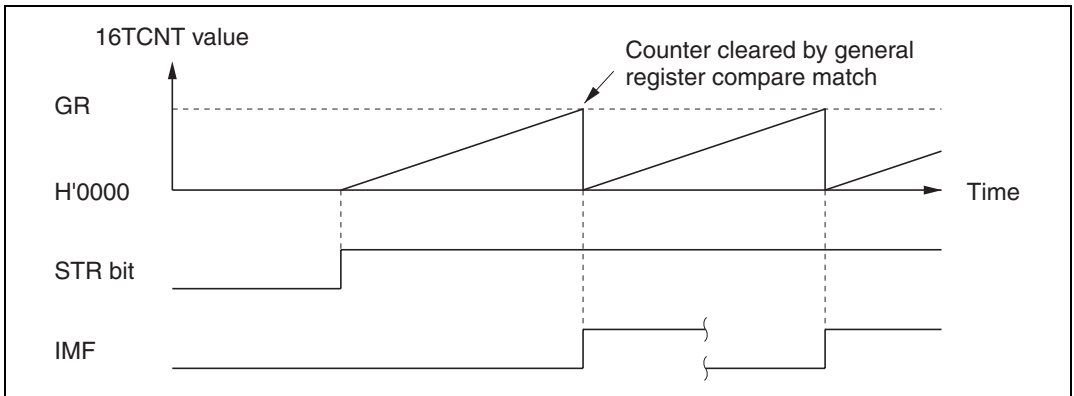 16TCNT value
Counter cleared by general
register compare match
GR
H'0000
Time
STR bit
IMF